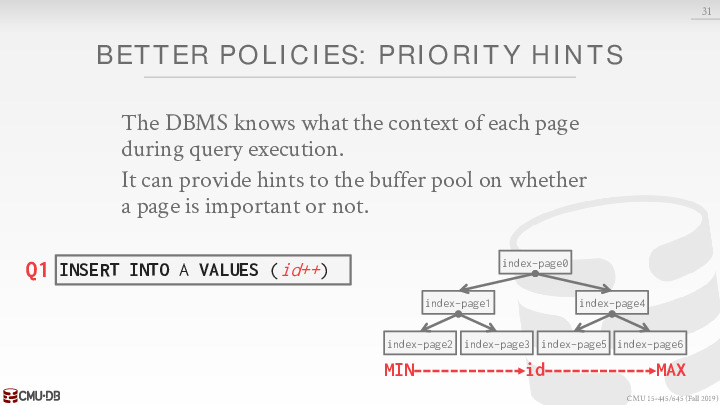 31
BETTER POLICIES: PRIORITY HINTS
The DBMS knows what the context of each page
during query execution.
It can provide hints to the buffer pool on whether
a page is important or not.
Q1 INSERT INTO A VALUES (id++)
index-page0
index-page1 index-page4
index-page2 index-page3 index-page5 index-page6
MIN id MAX
CMU·DB
CMU 15-445/645 (Fall 2019)